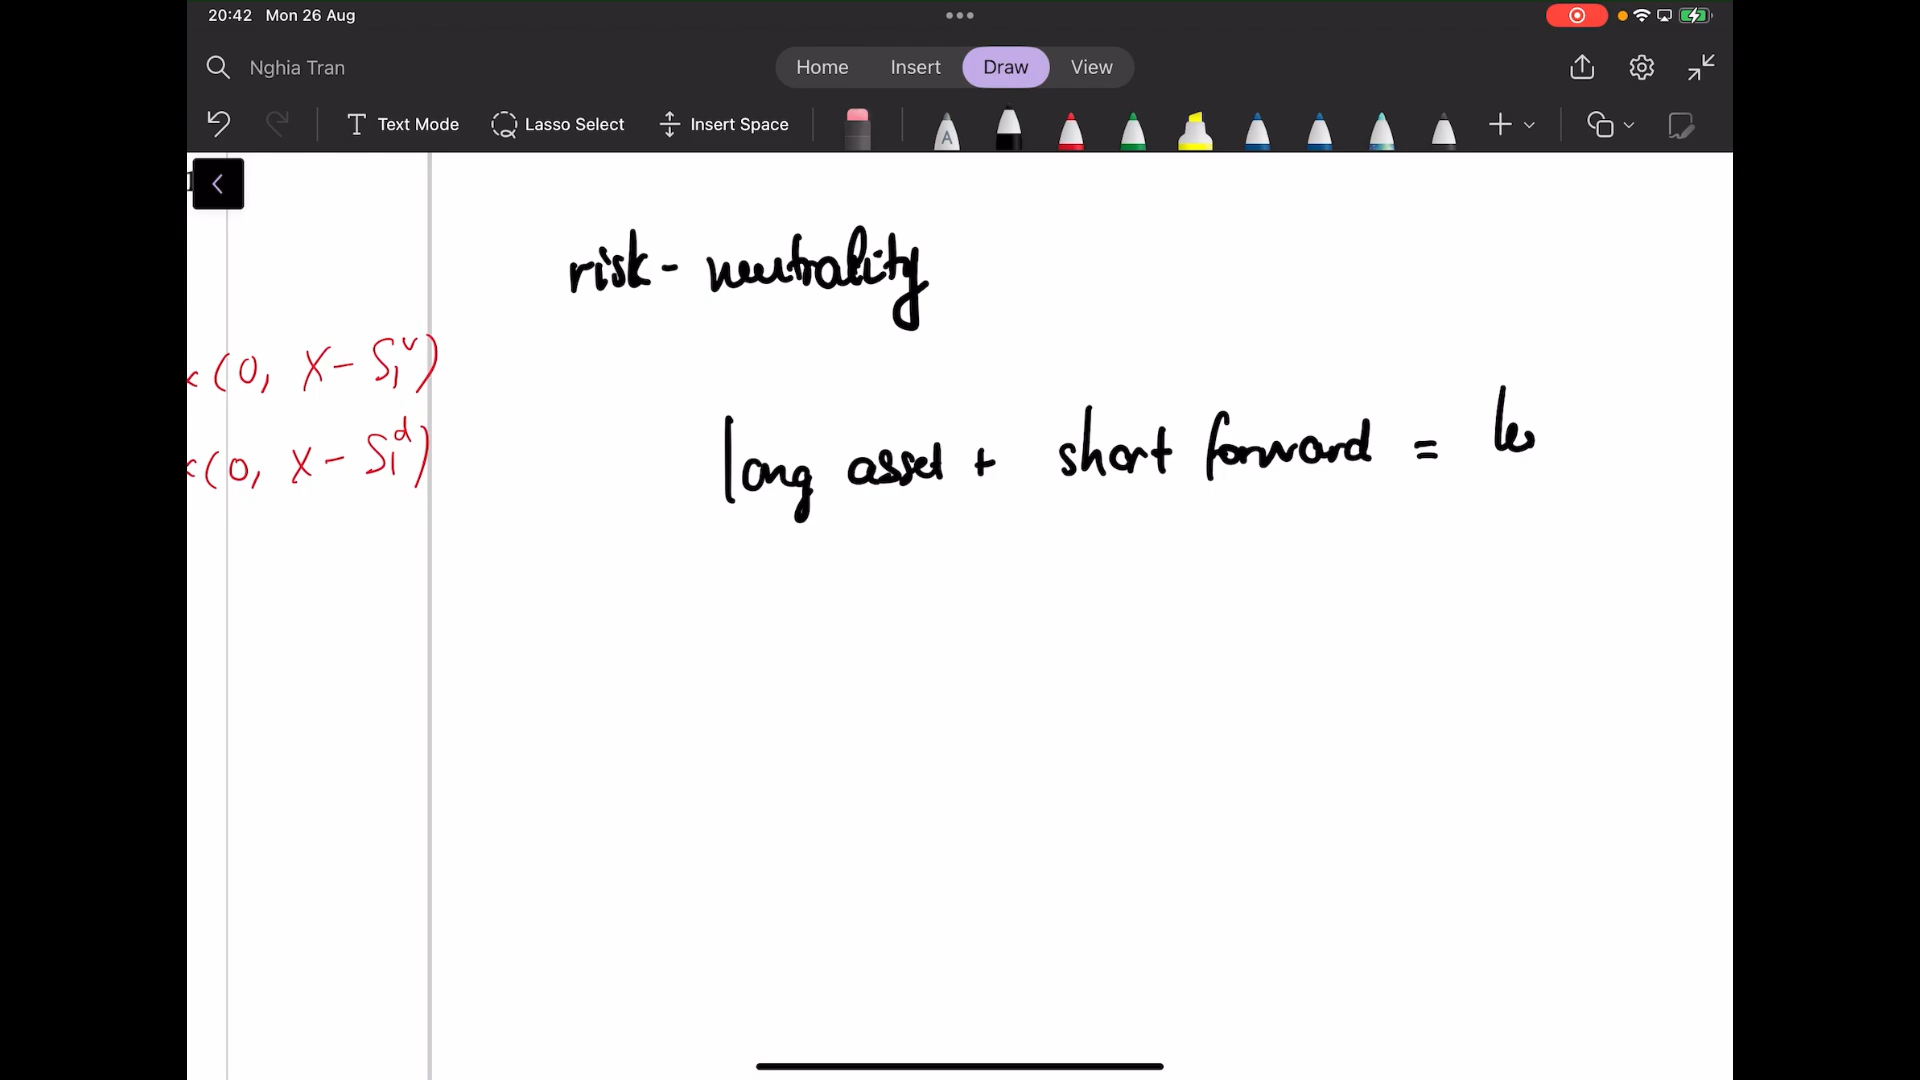 20:42 Mon 26 Aug
Nghia Tran
Home Insert Draw View
Text Mode Lasso Select Insert Space
A
risk - neutrality
(0, X - S₁ᵘ)
(0, X - S₁ᵈ)
long asset + short forward =